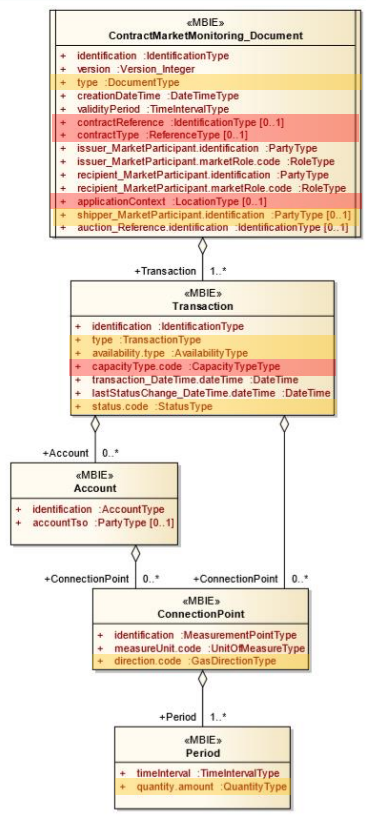 «MBIE»
ContractMarketMonitoring_Document
+ identification :IdentificationType
+ version :Version_Integer
+ type :DocumentType
+ creationDateTime :DateTimeType
+ validityPeriod :TimeIntervalType
+ contractReference :IdentificationType [0..1]
+ contractType :ReferenceType [0..1]
+ issuer_MarketParticipant.identification :PartyType
+ issuer_MarketParticipant.marketRole.code :RoleType
+ recipient_MarketParticipant.identification :PartyType
+ recipient_MarketParticipant.marketRole.code :RoleType
+ applicationContext :LocationType [0..1]
+ shipper_MarketParticipant.identification :PartyType [0..1]
+ auction_Reference.identification :IdentificationType [0..1]
+Transaction 1..*
«MBIE»
Transaction
+ identification :IdentificationType
+ type :TransactionType
+ availability.type :AvailabilityType
+ capacityType.code :CapacityTypeType
+ transaction_DateTime.dateTime :DateTime
+ lastStatusChange_DateTime.dateTime :DateTime
+ status.code :StatusType
+Account 0..*
«MBIE»
Account
+ identification :AccountType
+ accountTso :PartyType [0..1]
+ConnectionPoint 0..* +ConnectionPoint 0..*
«MBIE»
ConnectionPoint
+ identification :MeasurementPointType
+ measureUnit.code :UnitOfMeasureType
+ direction.code :GasDirectionType
+Period 1..*
«MBIE»
Period
+ timeInterval :TimeIntervalType
+ quantity.amount :QuantityType